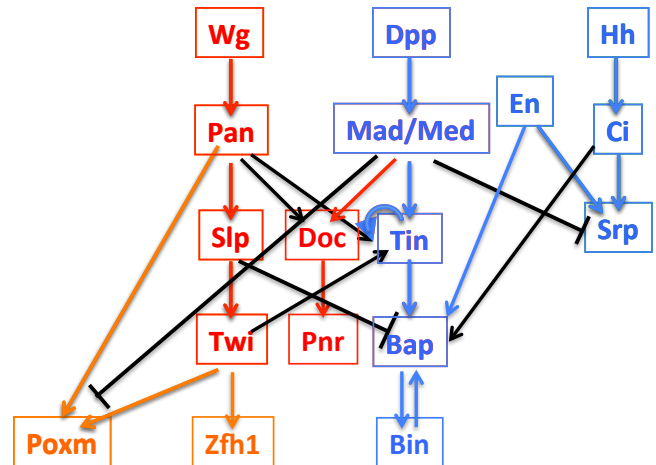 Wg
Dpp
Hh
En
Pan
Mad/Med
Ci
Slp
Doc
Tin
Srp
Twi
Pnr
Bap
Poxm
Zfh1
Bin